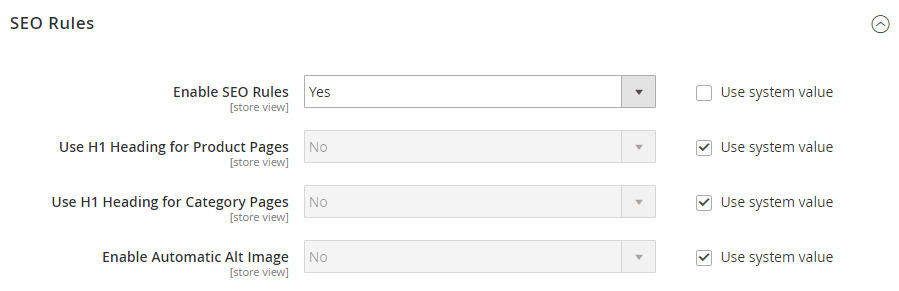 SEO Rules
Enable SEO Rules Yes Use system value
[store view]
Use H1 Heading for Product Pages No Use system value
[store view]
Use H1 Heading for Category Pages No Use system value
[store view]
Enable Automatic Alt Image No Use system value
[store view]